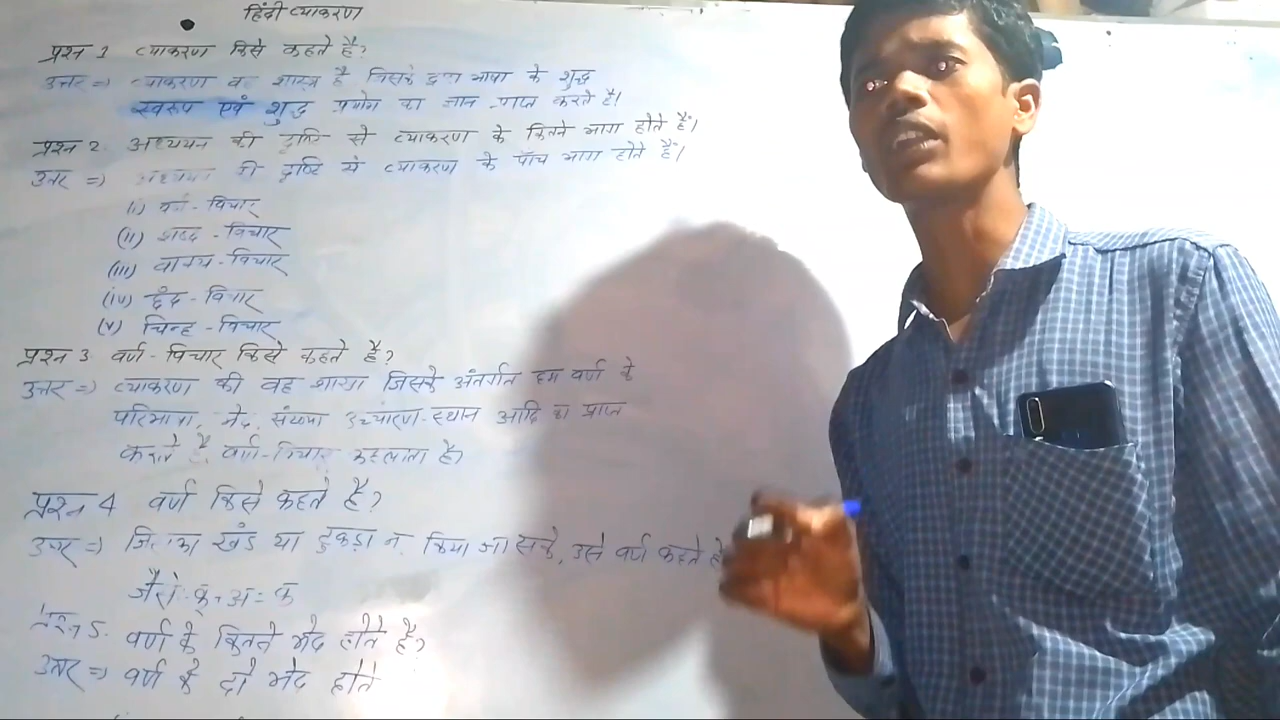 हिंदी व्याकरण
प्रश्न 1 व्याकरण किसे कहते है?
उत्तर => व्याकरण वह शास्त्र है जिसके द्वारा भाषा के शुद्ध
स्वरूप एवं शुद्ध प्रयोग का ज्ञान प्राप्त करते है।
प्रश्न 2. अध्ययन की दृष्टि से व्याकरण के कितने भाग होते हैं।
उत्तर => अध्ययन की दृष्टि से व्याकरण के पाँच भाग होते हैं।
(i) वर्ण - विचार
(ii) शब्द - विचार
(iii) वाक्य - विचार
(iv) छंद - विचार
(v) चिन्ह - विचार
प्रश्न 3 वर्ण - विचार किसे कहते है?
उत्तर => व्याकरण की वह शाखा जिसके अंतर्गत हम वर्ण के
परिभाषा, भेद, संख्या उच्चारण-स्थान आदि का प्राप्त
करते है, वर्ण-विचार कहलाता है।
प्रश्न 4 वर्ण किसे कहते है?
उत्तर => जिसका खंड या टुकड़ा न किया जा सके, उसे वर्ण कहते है
जैसे:- क् + अ = क
प्रश्न 5. वर्ण के कितने भेद होते है?
उत्तर => वर्ण के दो भेद होते